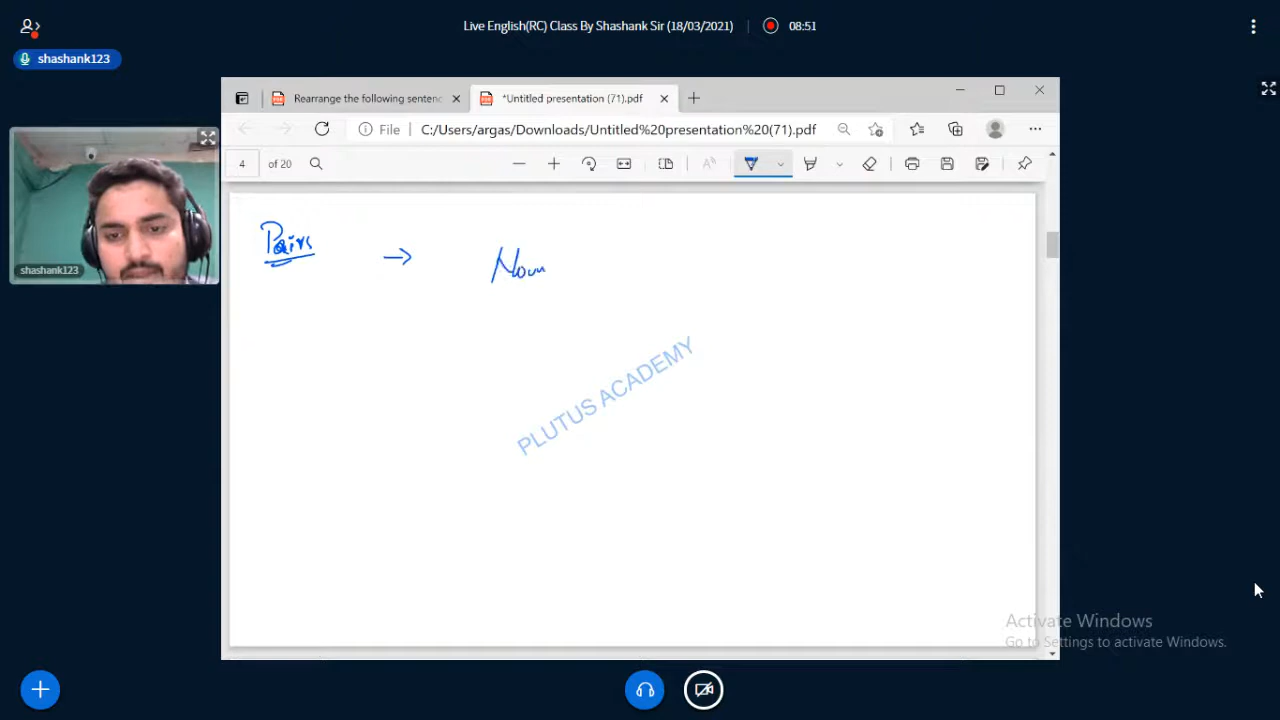 Live English(RC) Class By Shashank Sir (18/03/2021)
08:51
shashank123
Rearrange the following sentenc
*Untitled presentation (71).pdf
File
C:/Users/argas/Downloads/Untitled%20presentation%20(71).pdf
4 of 20
shashank123
Pairs → Noun
PLUTUS ACADEMY
Activate Windows
Go to Settings to activate Windows.